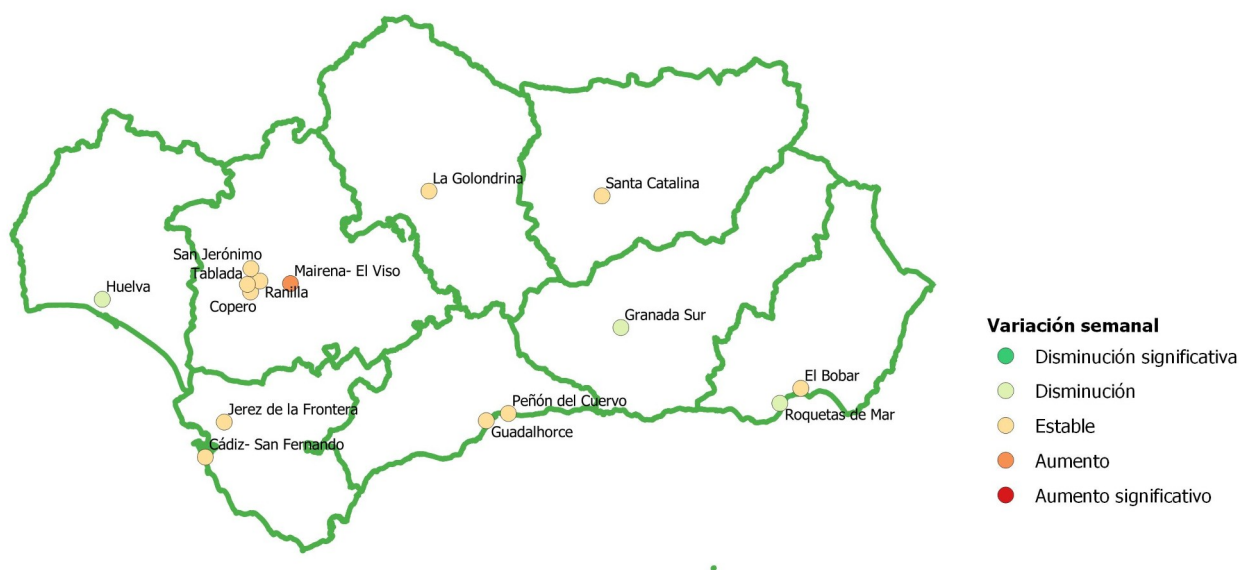 La Golondrina
Santa Catalina
San Jerónimo
Tablada
Mairena- El Viso
Huelva
Ranilla
Copero
Granada Sur
Variación semanal
Disminución significativa
Disminución
Estable
Aumento
Aumento significativo
El Bobar
Roquetas de Mar
Peñón del Cuervo
Guadalhorce
Jerez de la Frontera
Cádiz- San Fernando